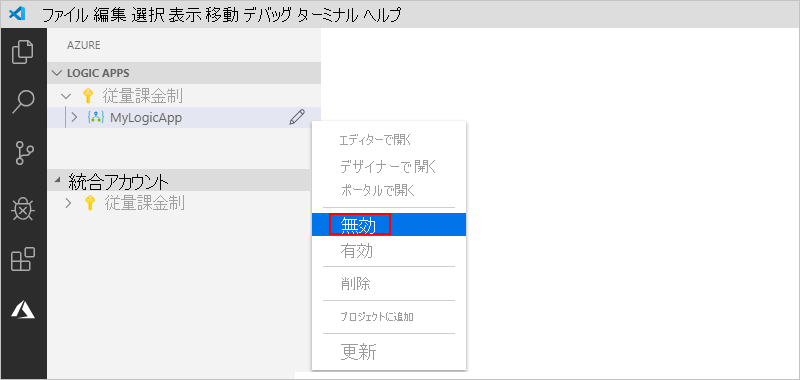 ファイル 編集 選択 表示 移動 デバッグ ターミナル ヘルプ
AZURE
LOGIC APPS
従量課金制
MyLogicApp
統合アカウント
従量課金制
エディターで開く
デザイナーで開く
ポータルで開く
無効
有効
削除
プロジェクトに追加
更新